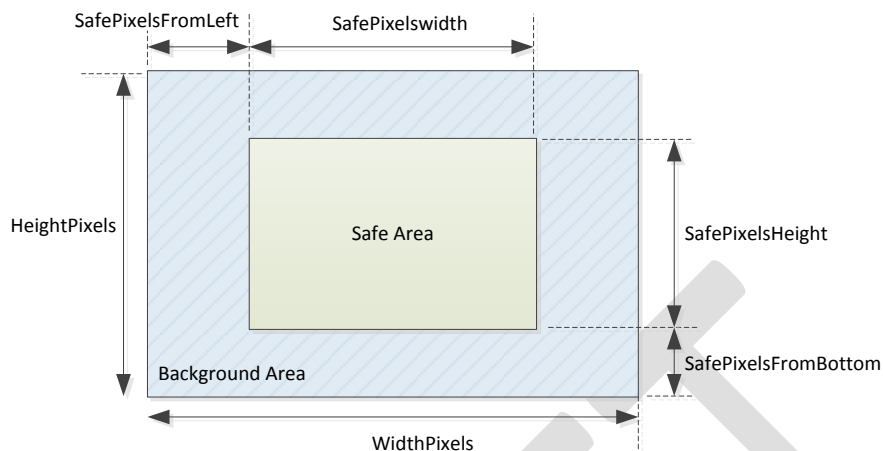 SafePixelsFromLeft
SafePixelswidth
HeightPixels
Safe Area
SafePixelsHeight
Background Area
SafePixelsFromBottom
WidthPixels